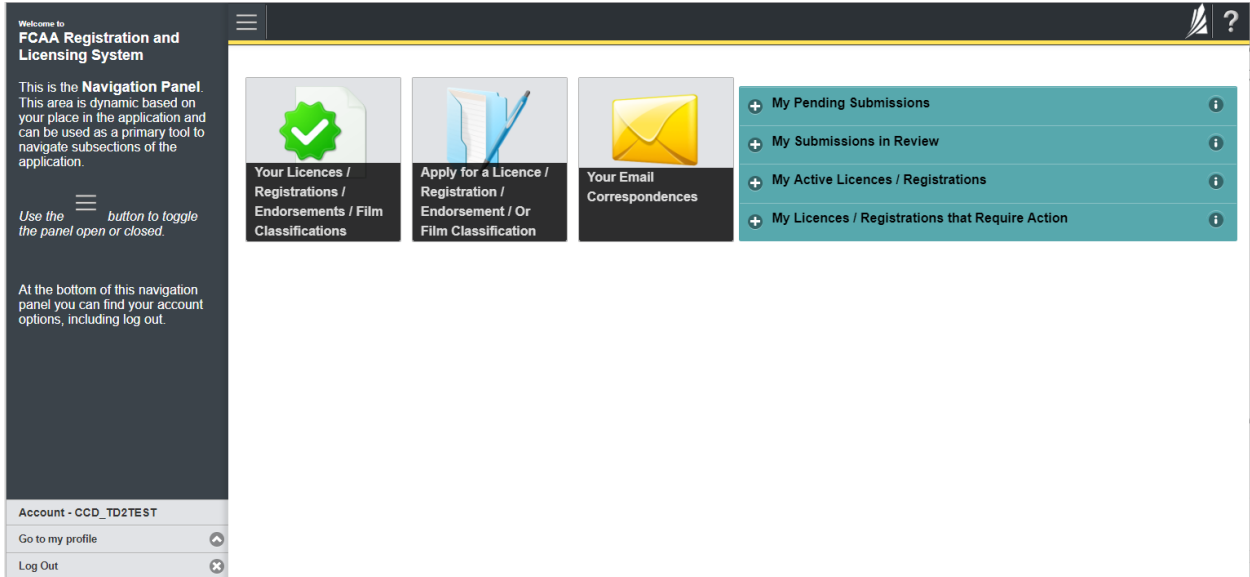 Welcome to
FCAA Registration and
Licensing System
This is the Navigation Panel.
This area is dynamic based on
your place in the application and
can be used as a primary tool to
navigate subsections of the
application.
Use the button to toggle
the panel open or closed.
At the bottom of this navigation
panel you can find your account
options, including log out.
Account - CCD_TD2TEST
Go to my profile
Log Out
?
Your Licences /
Registrations /
Endorsements / Film
Classifications
Apply for a Licence /
Registration /
Endorsement / Or
Film Classification
Your Email
Correspondences
My Pending Submissions
My Submissions in Review
My Active Licences / Registrations
My Licences / Registrations that Require Action